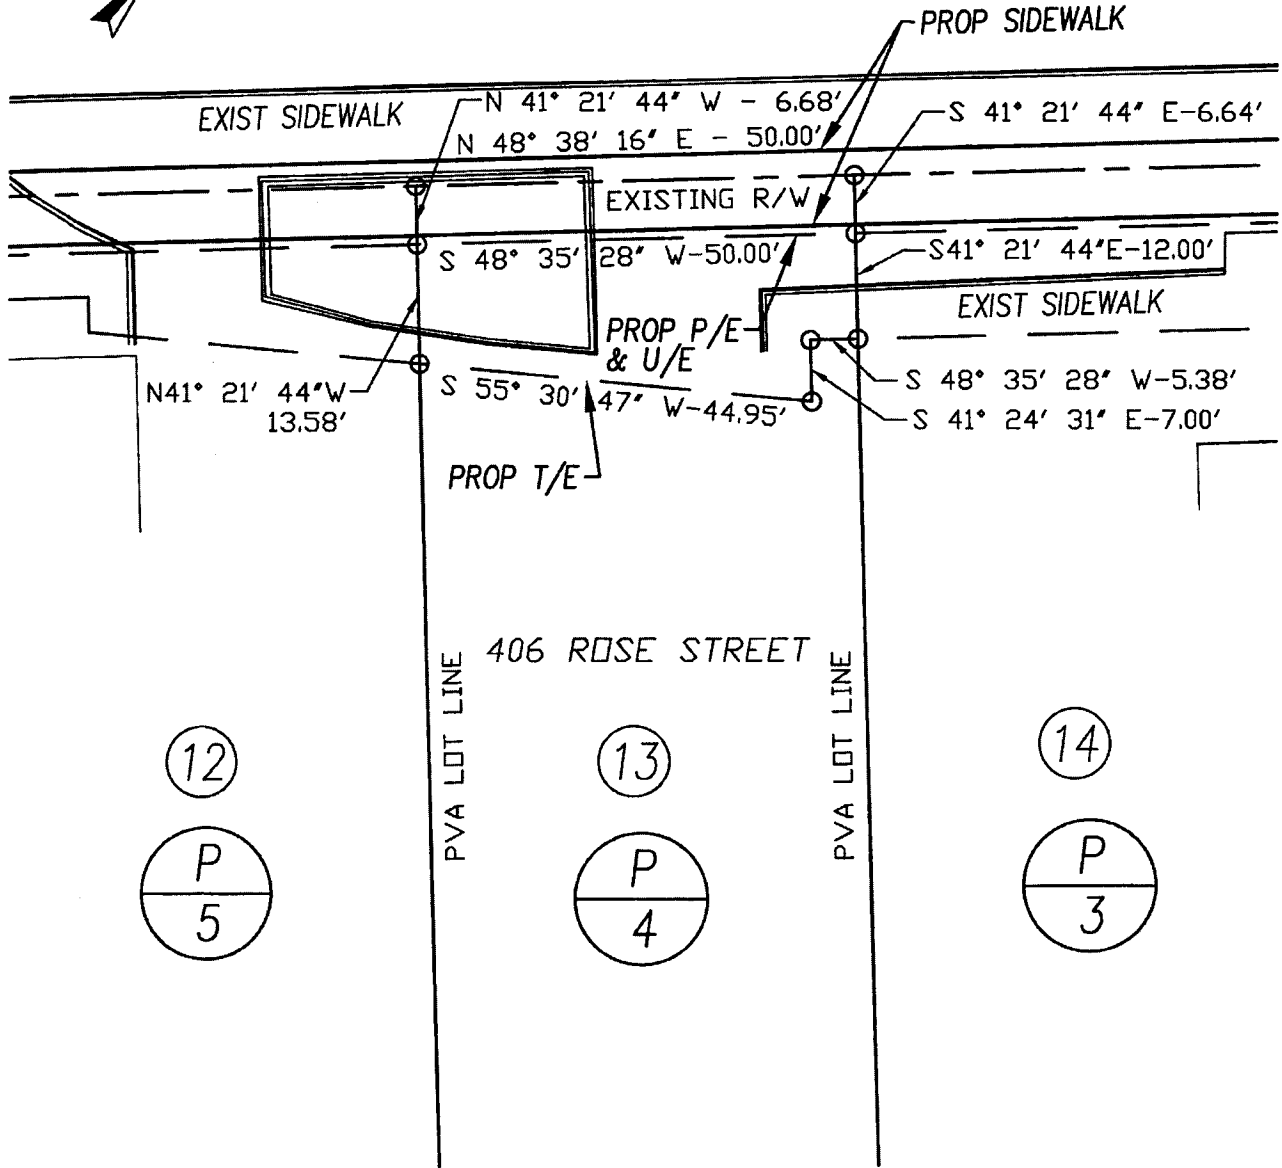 PROP SIDEWALK
EXIST SIDEWALK
N 41° 21' 44" W - 6.68'
S 41° 21' 44" E-6.64'
N 48° 38' 16" E - 50.00'
EXISTING R/W
S 48° 35' 28" W-50.00'
S41° 21' 44"E-12.00'
EXIST SIDEWALK
PROP P/E
& U/E
N41° 21' 44"W
13.58'
S 55° 30' 47" W-44.95'
S 48° 35' 28" W-5.38'
S 41° 24' 31" E-7.00'
PROP T/E
406 ROSE STREET
PVA LOT LINE
PVA LOT LINE
12
13
14
P
5
P
4
P
3